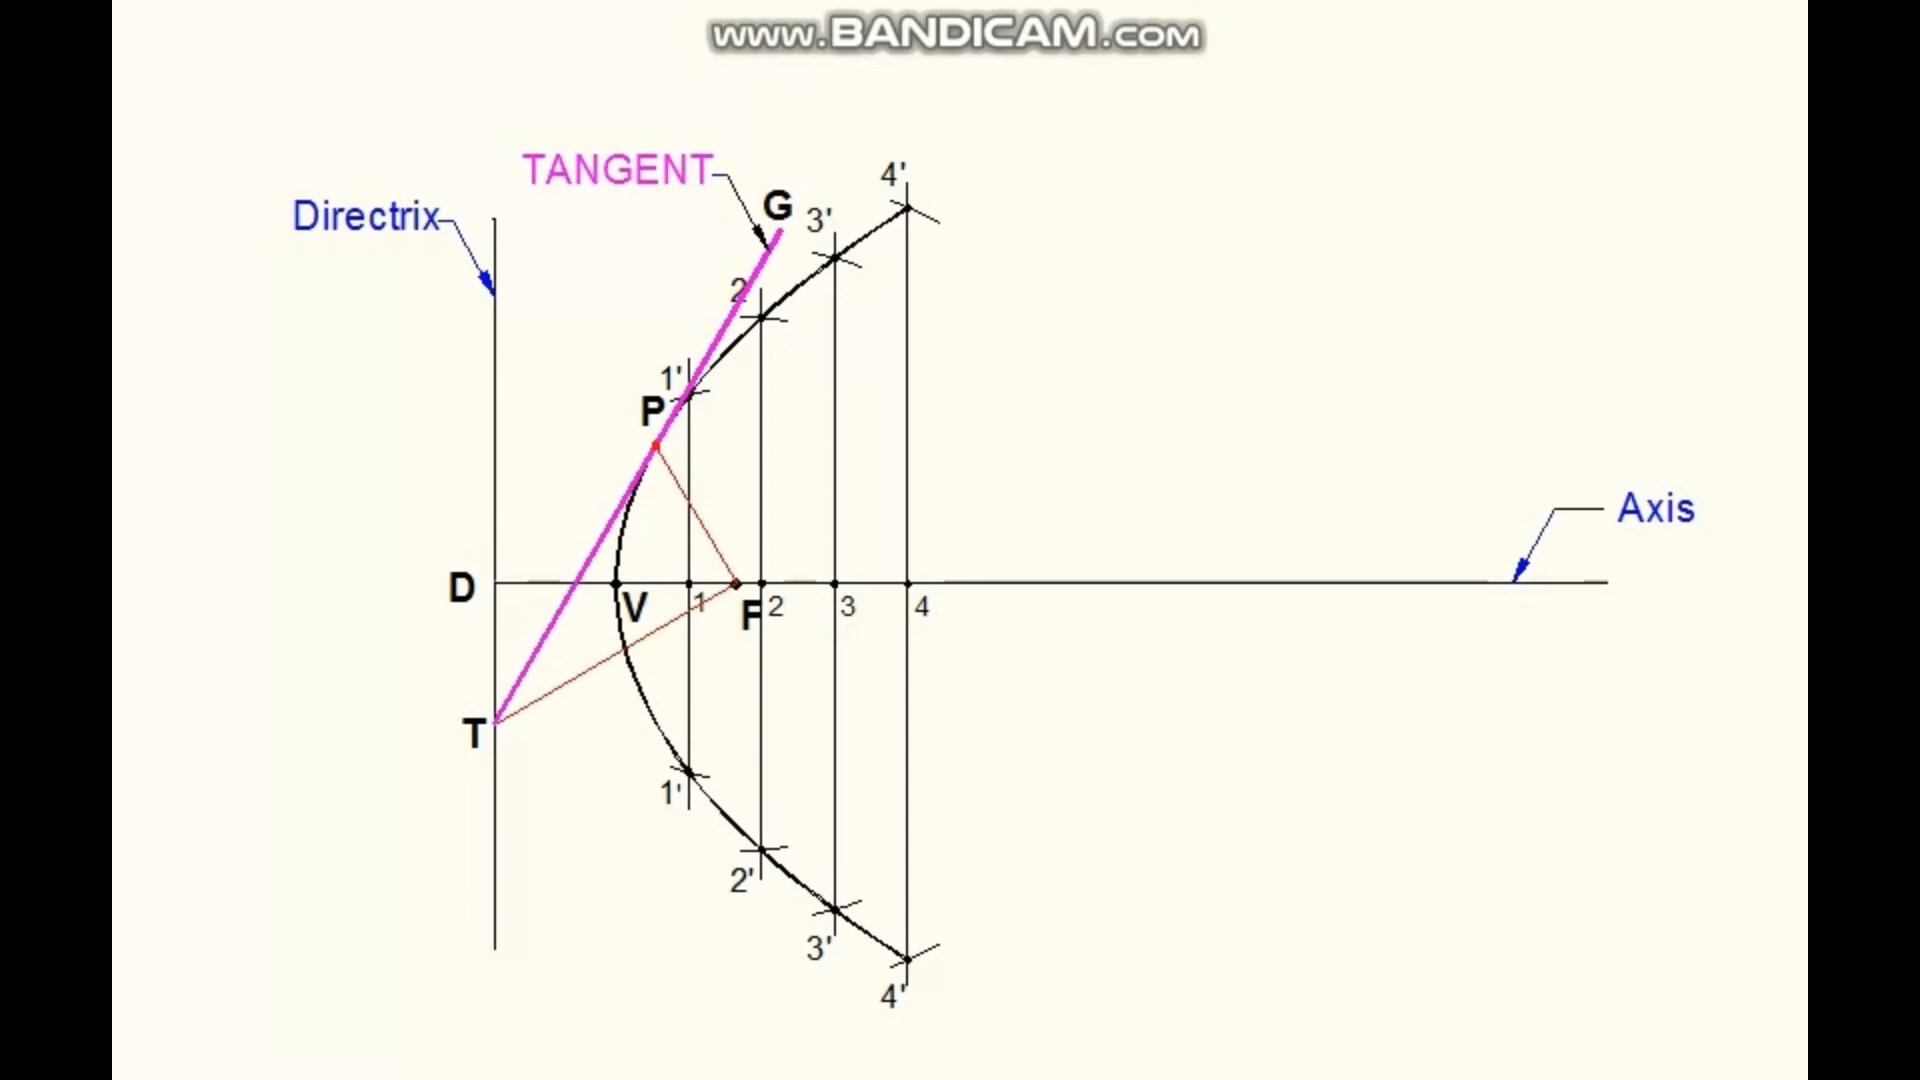 www.BANDICAM.com
TANGENT
4'
G
3'
Directrix
2
1'
P
Axis
D
V
1
F
2
3
4
T
1'
2'
3'
4'